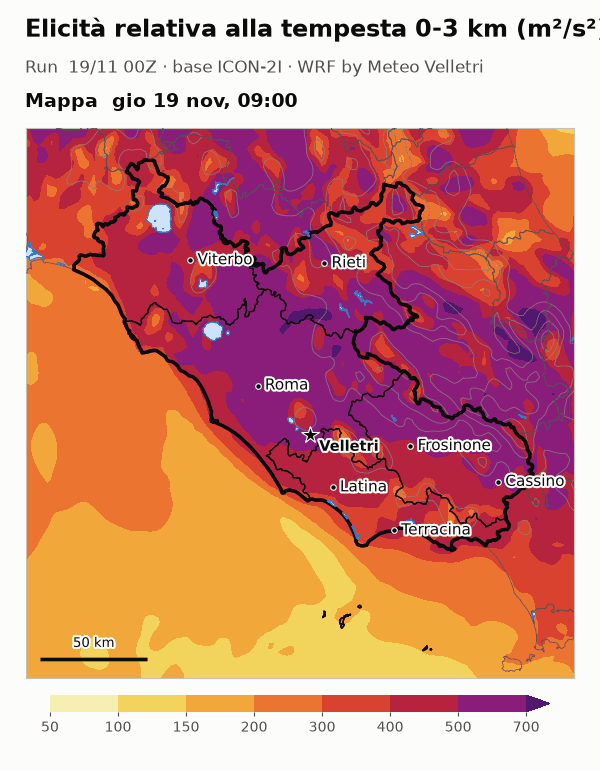 Elicità relativa alla tempesta 0-3 km (m²/s²)
Run 19/11 00Z · base ICON-2I · WRF by Meteo Velletri
Mappa gio 19 nov, 09:00
Viterbo
Rieti
Roma
Velletri
Frosinone
Cassino
Latina
Terracina
50 km
50 100 150 200 300 400 500 700